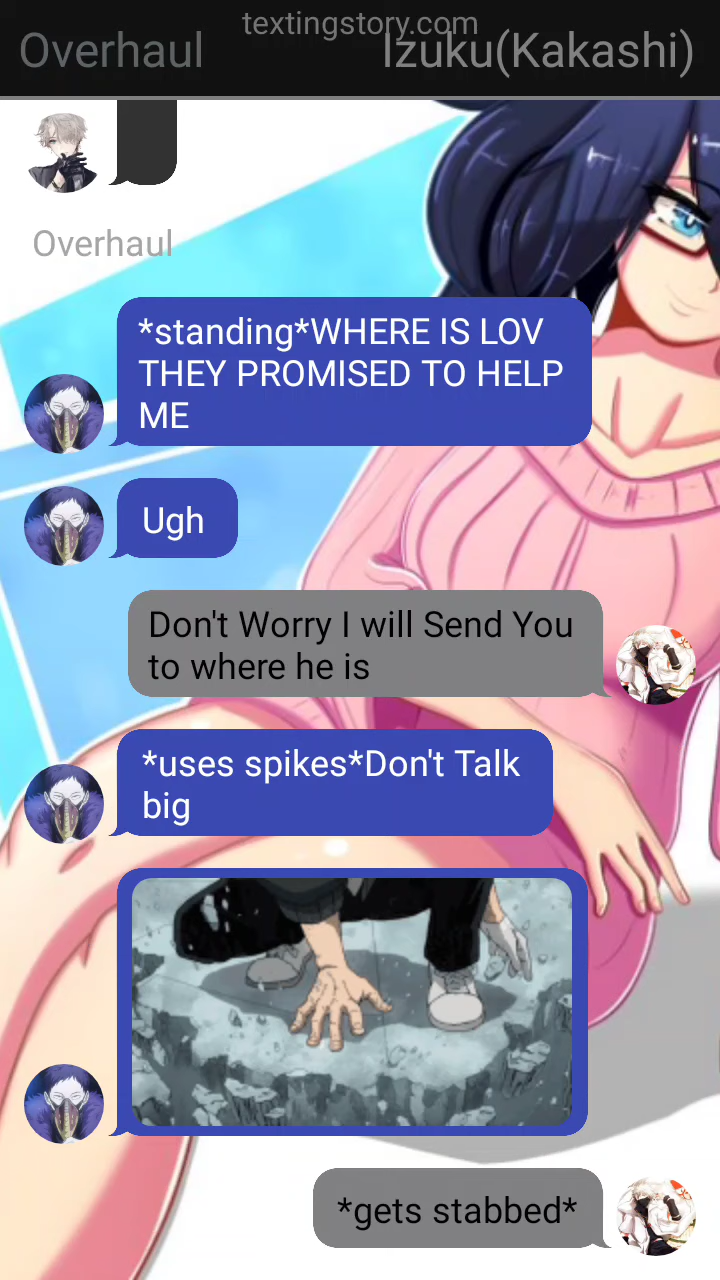 textingstory.com
Overhaul
Izuku(Kakashi)
Overhaul
*standing*WHERE IS LOV
THEY PROMISED TO HELP
ME
Ugh
Don't Worry I will Send You
to where he is
*uses spikes*Don't Talk
big
*gets stabbed*